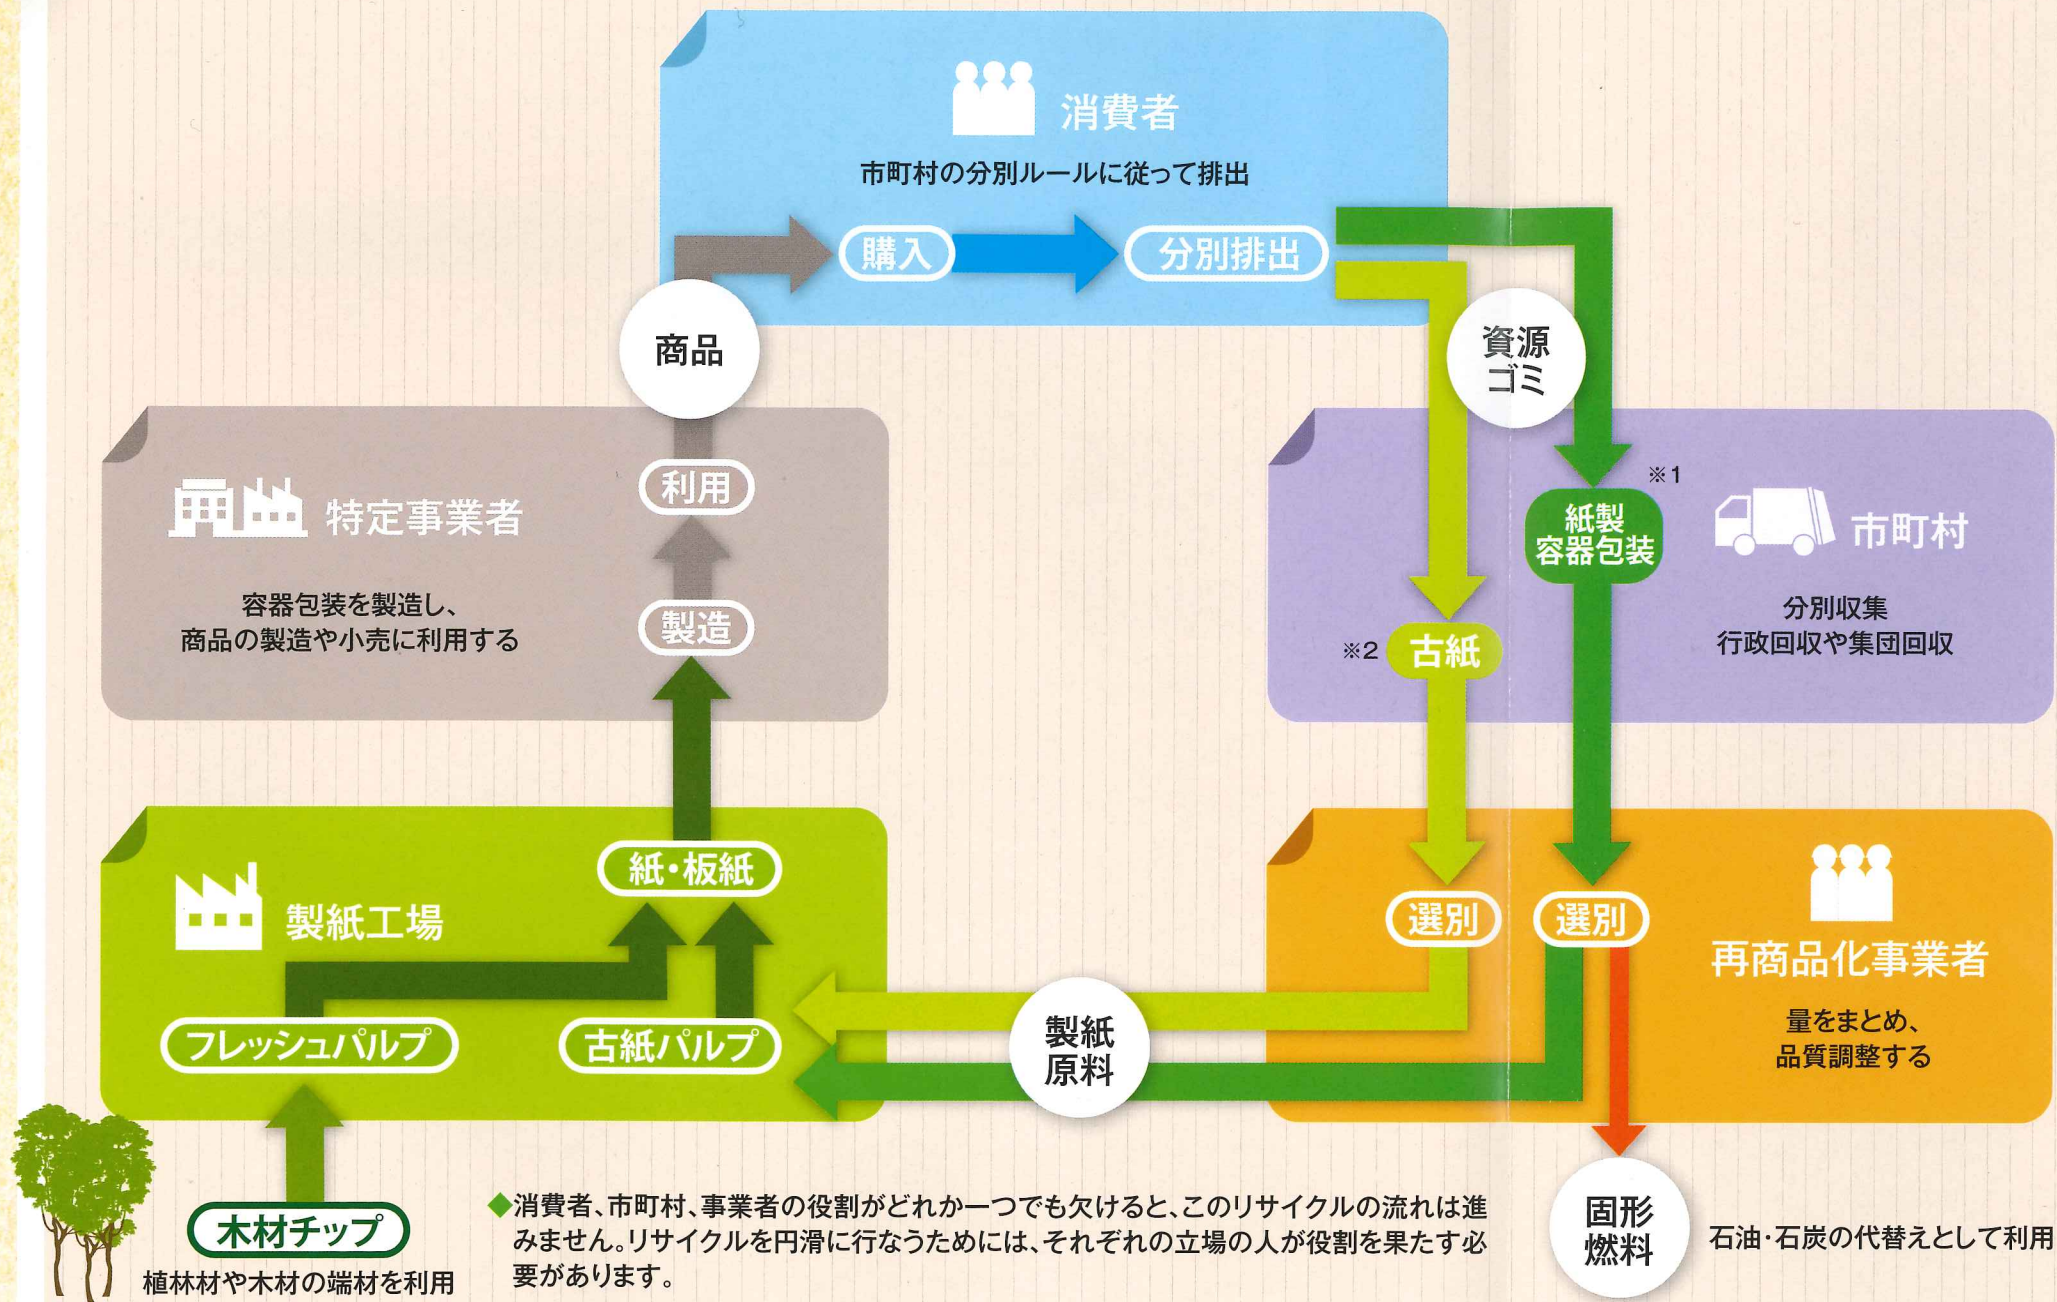 消費者
市町村の分別ルールに従って排出
購入
分別排出
商品
資源
ゴミ
特定事業者
容器包装を製造し、
商品の製造や小売に利用する
利用
製造
※1
紙製
容器包装
市町村
分別収集
行政回収や集団回収
※2
古紙
製紙工場
紙・板紙
フレッシュパルプ
古紙パルプ
製紙
原料
選別
選別
再商品化事業者
量をまとめ、
品質調整する
木材チップ
植林材や木材の端材を利用
◆消費者、市町村、事業者の役割がどれか一つでも欠けると、このリサイクルの流れは進
みません。リサイクルを円滑に行なうためには、それぞれの立場の人が役割を果たす必
要があります。
固形
燃料
石油・石炭の代替えとして利用